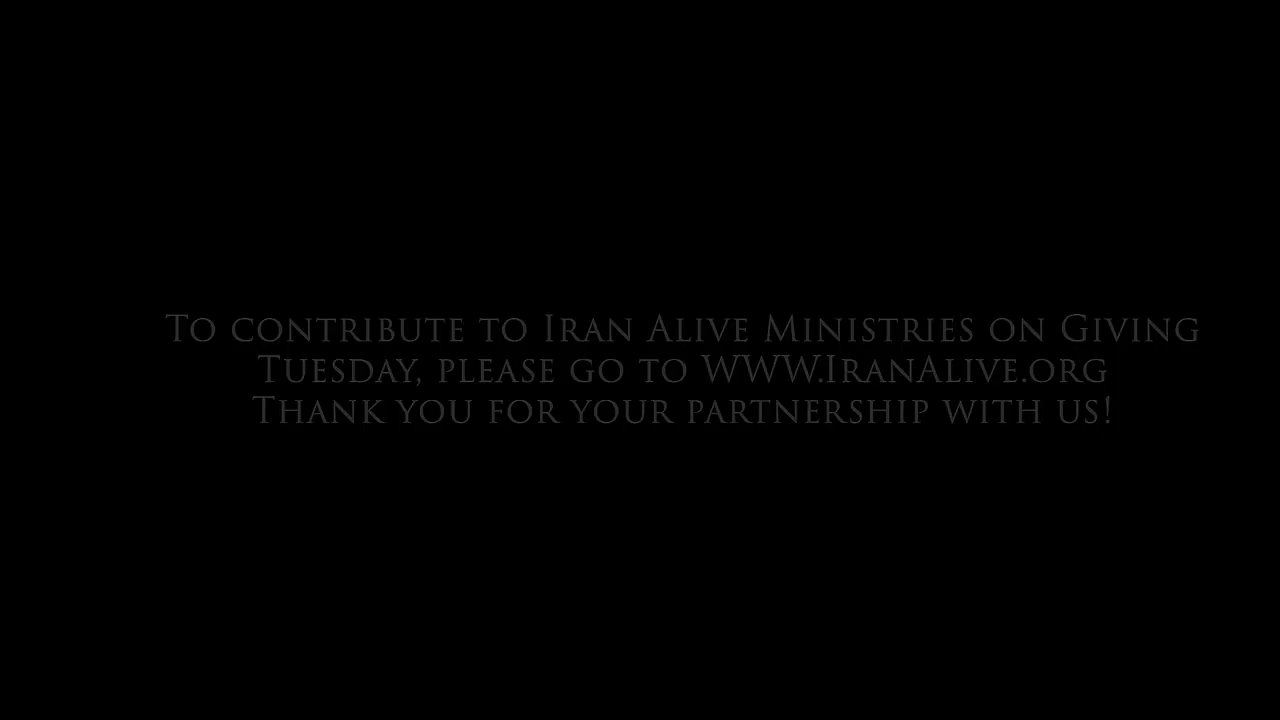 To contribute to Iran Alive Ministries on Giving
Tuesday, please go to WWW.IranAlive.org
Thank you for your partnership with us!